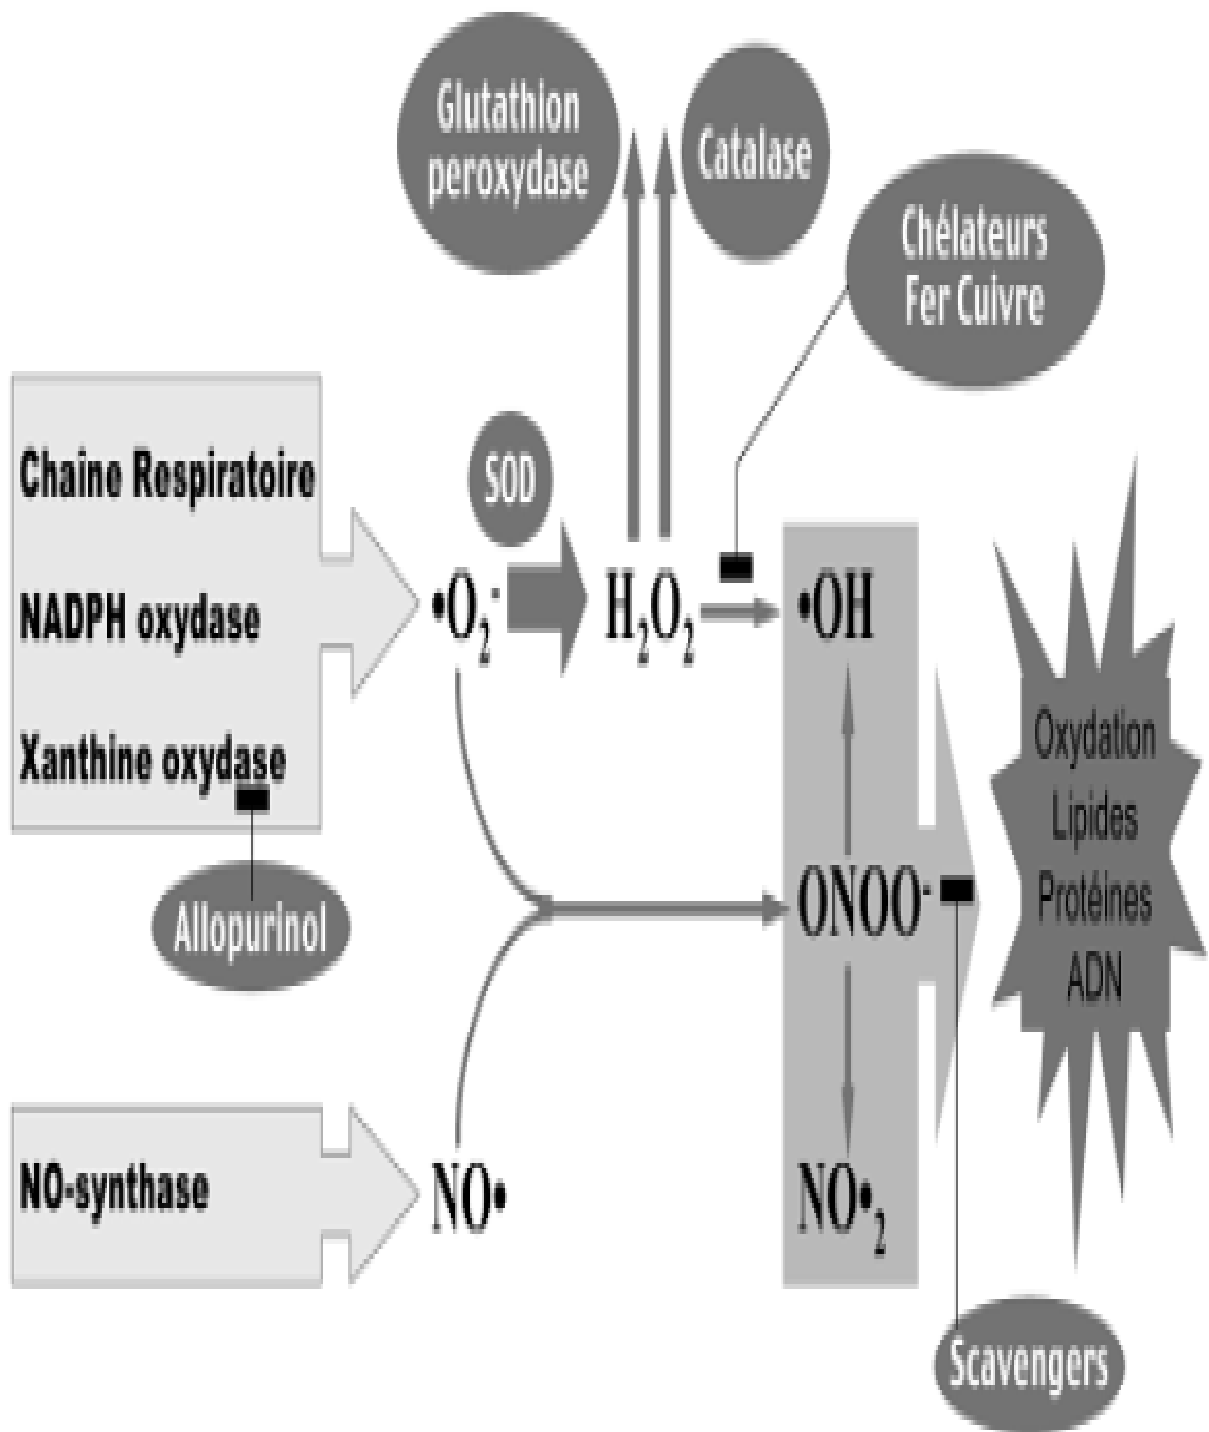 Glutathion
peroxydase
Catalase
Chélateurs
Fer Cuivre
Chaine Respiratoire
NADPH oxydase
Xanthine oxydase
Allopurinol
SOD
•O₂·
H₂O₂
•OH
ONOO-
NO•₂
NO-synthase
NO•
Oxydation
Lipides
Protéines
ADN
Scavengers